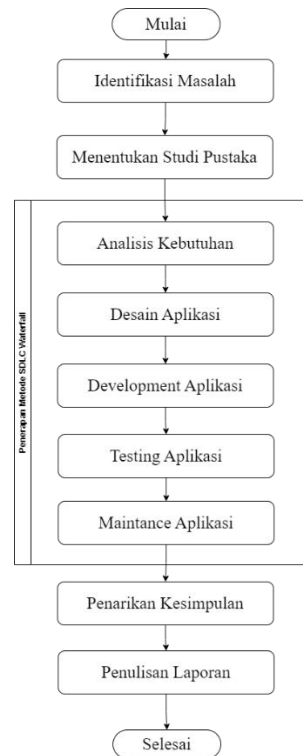 Mulai
Identifikasi Masalah
Menentukan Studi Pustaka
Penerapan Metode SDLC Waterfall
Analisis Kebutuhan
Desain Aplikasi
Development Aplikasi
Testing Aplikasi
Maintance Aplikasi
Penarikan Kesimpulan
Penulisan Laporan
Selesai